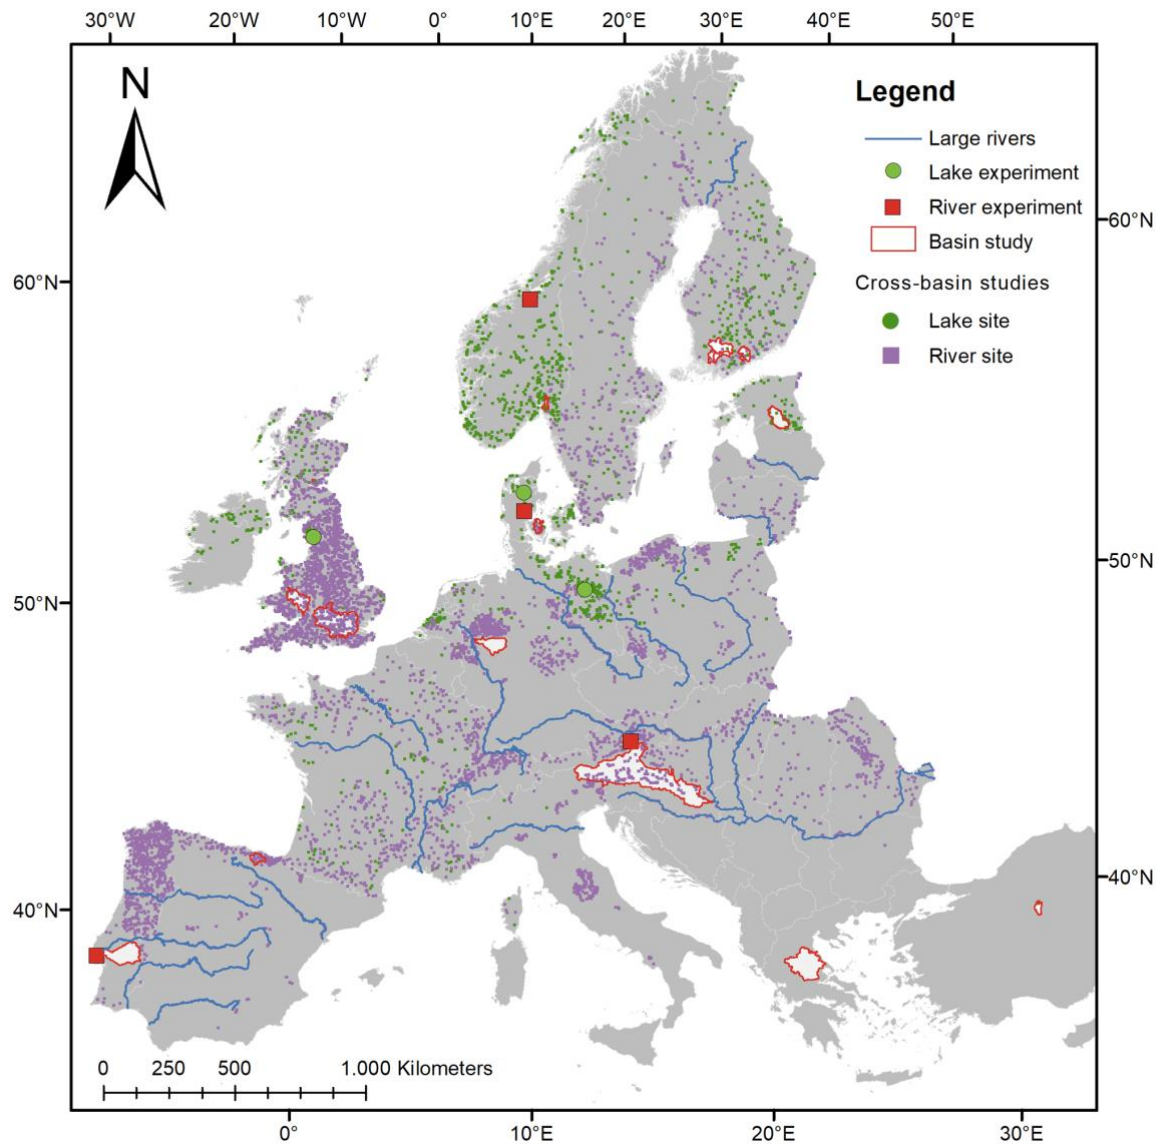 30°W 20°W 10°W 0° 10°E 20°E 30°E 40°E 50°E
N
Legend
Large rivers
Lake experiment
River experiment
Basin study
Cross-basin studies
Lake site
River site
60°N
60°N
50°N
50°N
40°N
40°N
0 250 500 1.000 Kilometers
0° 10°E 20°E 30°E